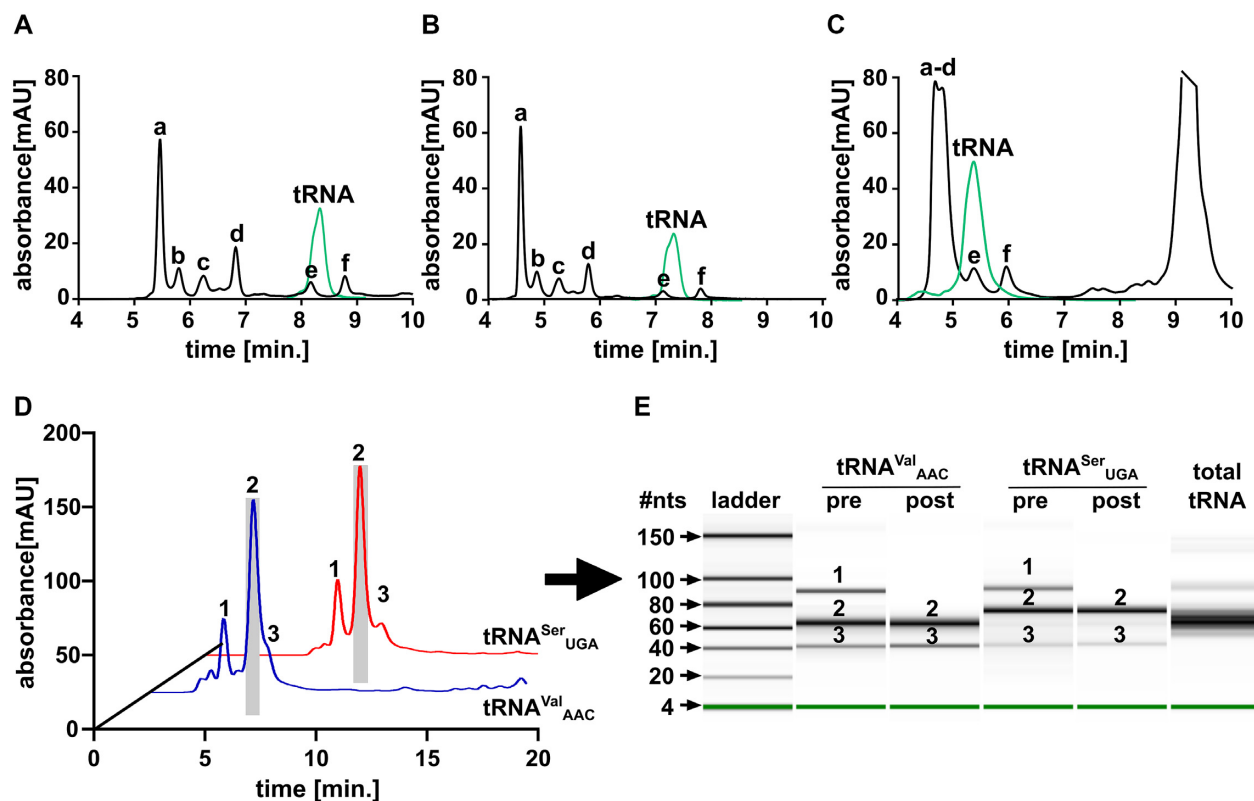 A
absorbance[mAU]
80
60
40
20
0
a
b
c
d
tRNA
e
f
4 5 6 7 8 9 10
time [min.]
B
absorbance[mAU]
80
60
40
20
0
a
b
c
d
tRNA
e
f
4 5 6 7 8 9 10
time [min.]
C
absorbance[mAU]
80
60
40
20
0
a-d
tRNA
e
f
4 5 6 7 8 9 10
time [min.]
D
absorbance[mAU]
200
150
100
50
0
1
2
3
1
2
3
tRNASerUGA
tRNAValAAC
0 5 10 15 20
time [min.]
E
tRNAValAAC tRNASerUGA total
#nts ladder pre post pre post tRNA
150
100
80
60
40
20
4
1
2
3
2
3
1
2
3
2
3